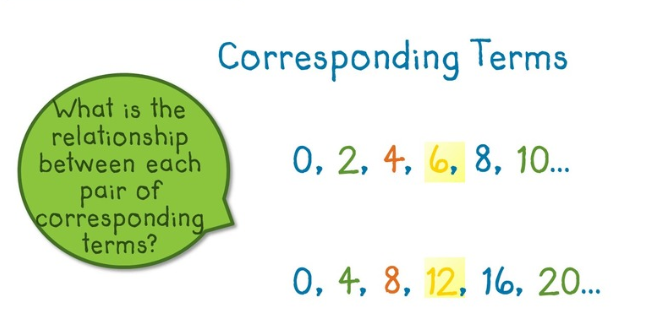 Corresponding Terms
What is the
relationship
between each
pair of
corresponding
terms?
0, 2, 4, 6, 8, 10...
0, 4, 8, 12, 16, 20...